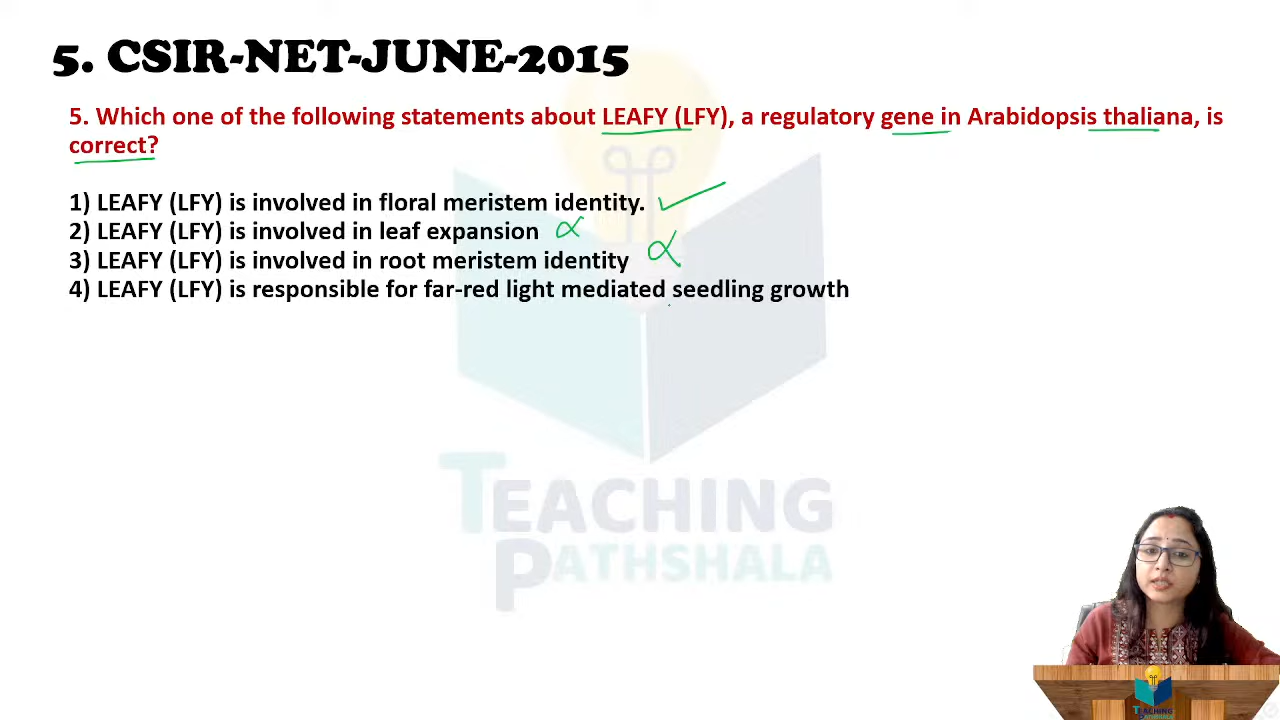 5. CSIR-NET-JUNE-2015
5. Which one of the following statements about LEAFY (LFY), a regulatory gene in Arabidopsis thaliana, is
correct?
1) LEAFY (LFY) is involved in floral meristem identity.
2) LEAFY (LFY) is involved in leaf expansion
3) LEAFY (LFY) is involved in root meristem identity
4) LEAFY (LFY) is responsible for far-red light mediated seedling growth
TEACHING
PATHSHALA
TEACHING
PATHSHALA